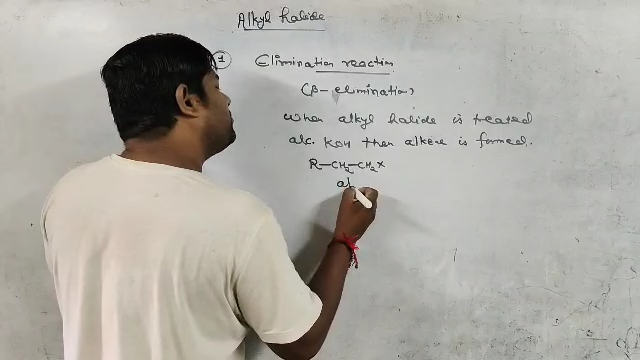 Alkyl halide
1 Elimination reaction
(β- elimination)
When alkyl halide is treated
alc. KOH then alkene is formed.
R-CH2-CH2X
al